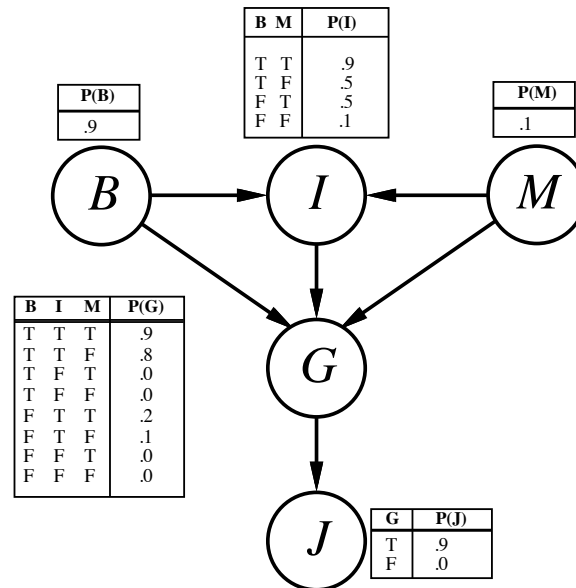 B M P(I)
T T .9
T F .5
F T .5
F F .1
P(B)
.9
P(M)
.1
B
I
M
B I M P(G)
T T T .9
T T F .8
T F T .0
T F F .0
F T T .2
F T F .1
F F T .0
F F F .0
G
J
G P(J)
T .9
F .0